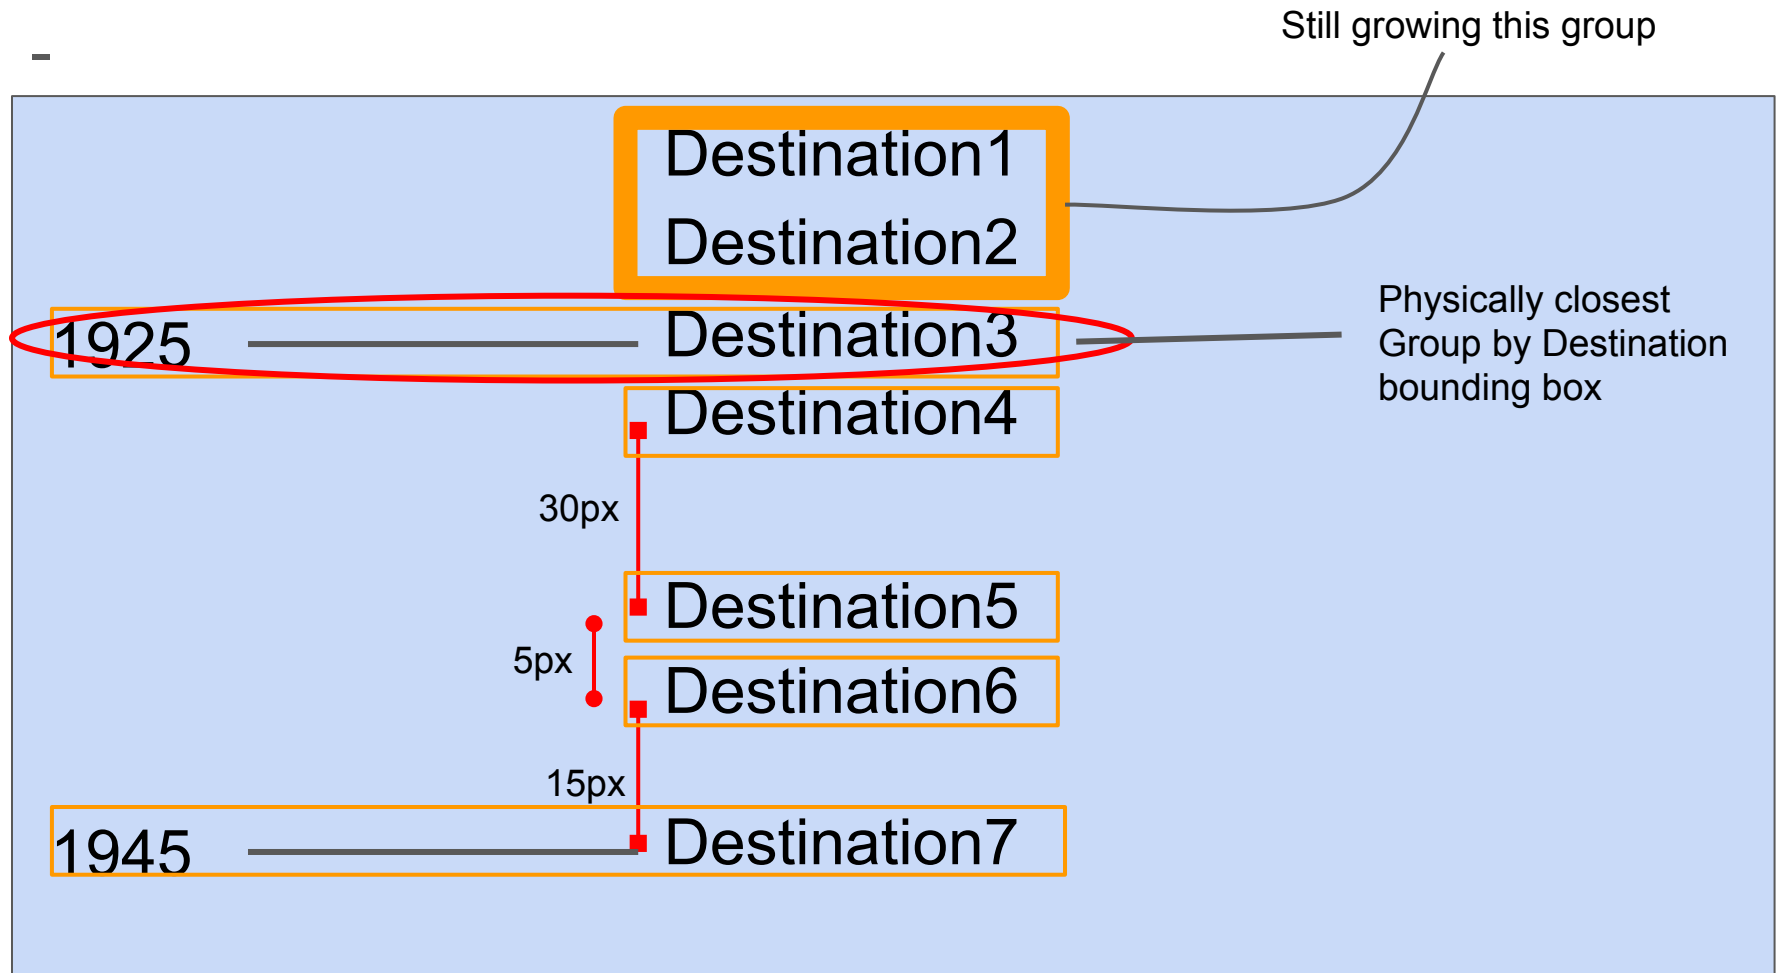 Still growing this group
-
Destination1
Destination2
1925 Destination3
Physically closest
Group by Destination
bounding box
Destination4
30px
Destination5
5px
Destination6
15px
1945 Destination7